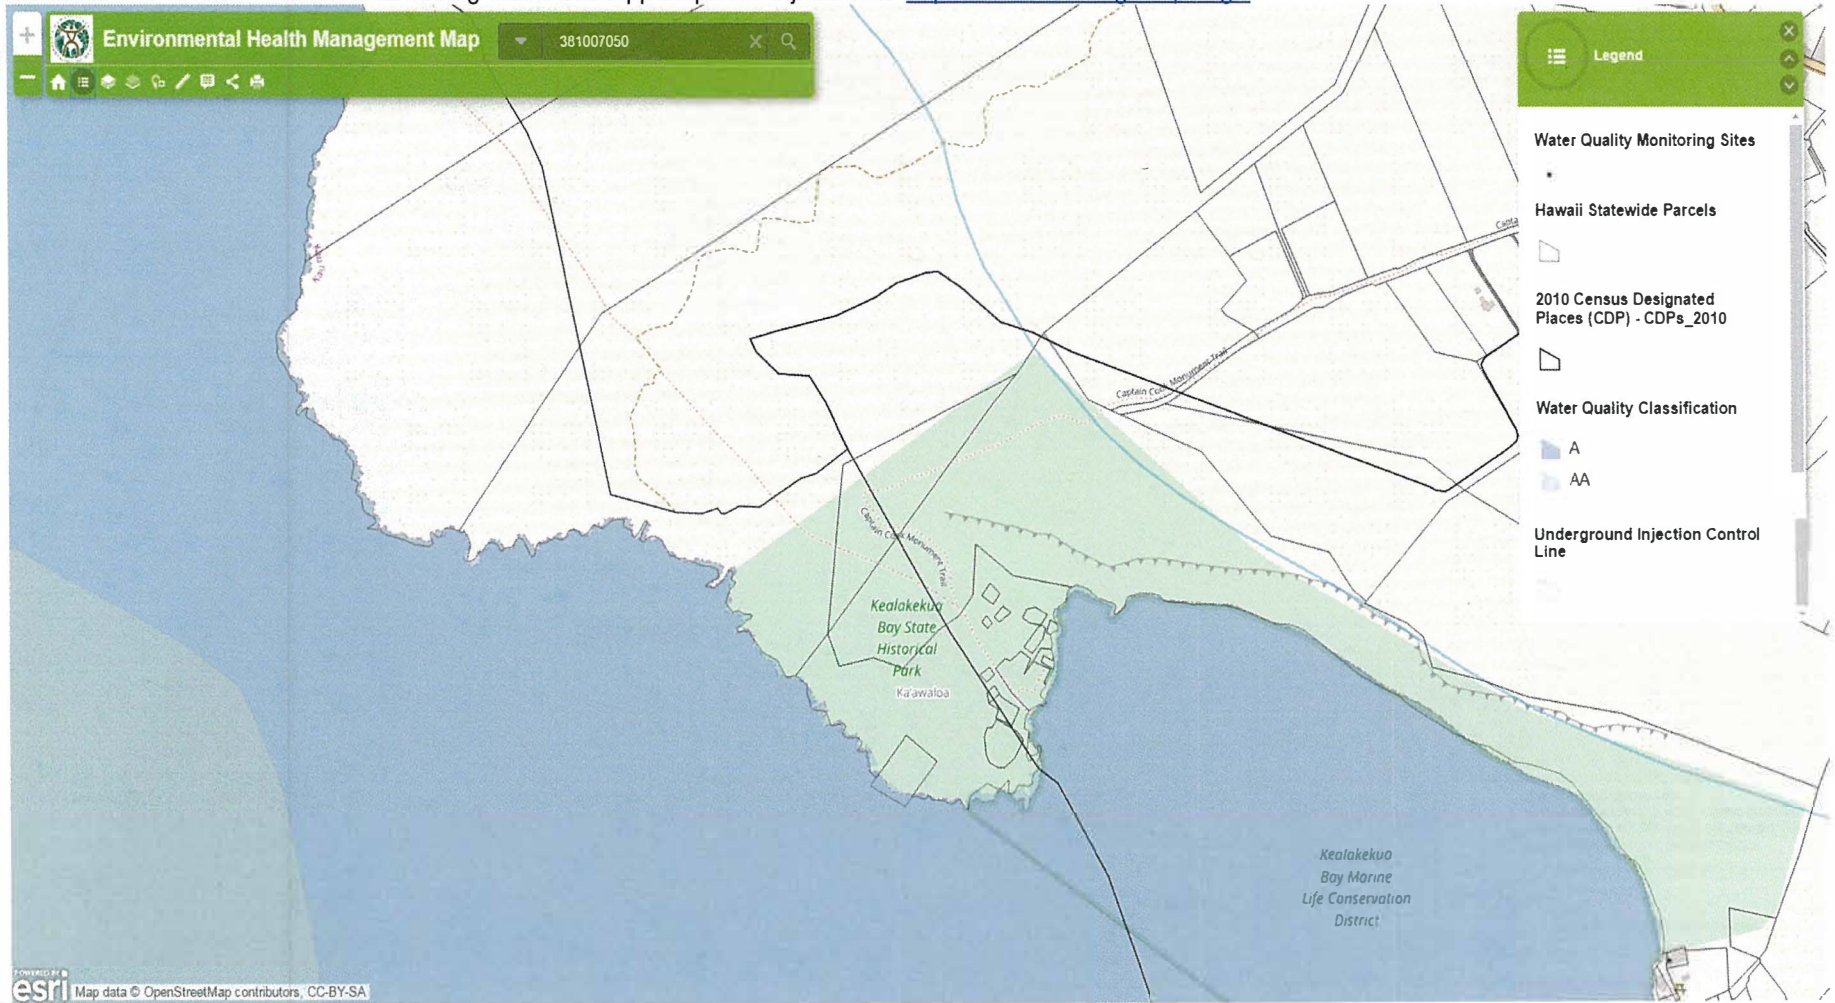 Environmental Health Management Map
381007050
Legend
Water Quality Monitoring Sites
Hawaii Statewide Parcels
2010 Census Designated
Places (CDP) - CDPs_2010
Water Quality Classification
A
AA
Underground Injection Control
Line
Captain Cook Monument Trail
Captain Cook Monument Trail
Kealakekua
Bay State
Historical
Park
Ka'awaloa
Kealakekua
Bay Marine
Life Conservation
District
POWERED BY
esri
Map data © OpenStreetMap contributors, CC-BY-SA